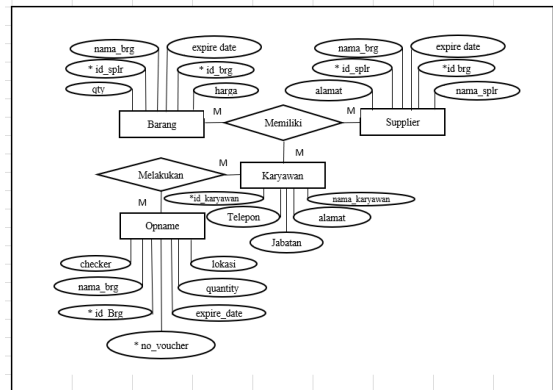 nama_brg
expire date
* id_splr
* id_brg
qty
harga
Barang
M
Memiliki
M
nama_brg
expire date
* id_splr
*id brg
alamat
nama_splr
Supplier
M
Melakukan
M
Karyawan
M
*id_karyawan
nama_karyawan
Telepon
alamat
Jabatan
Opname
checker
lokasi
nama_brg
quantity
* id_Brg
expire_date
* no_voucher